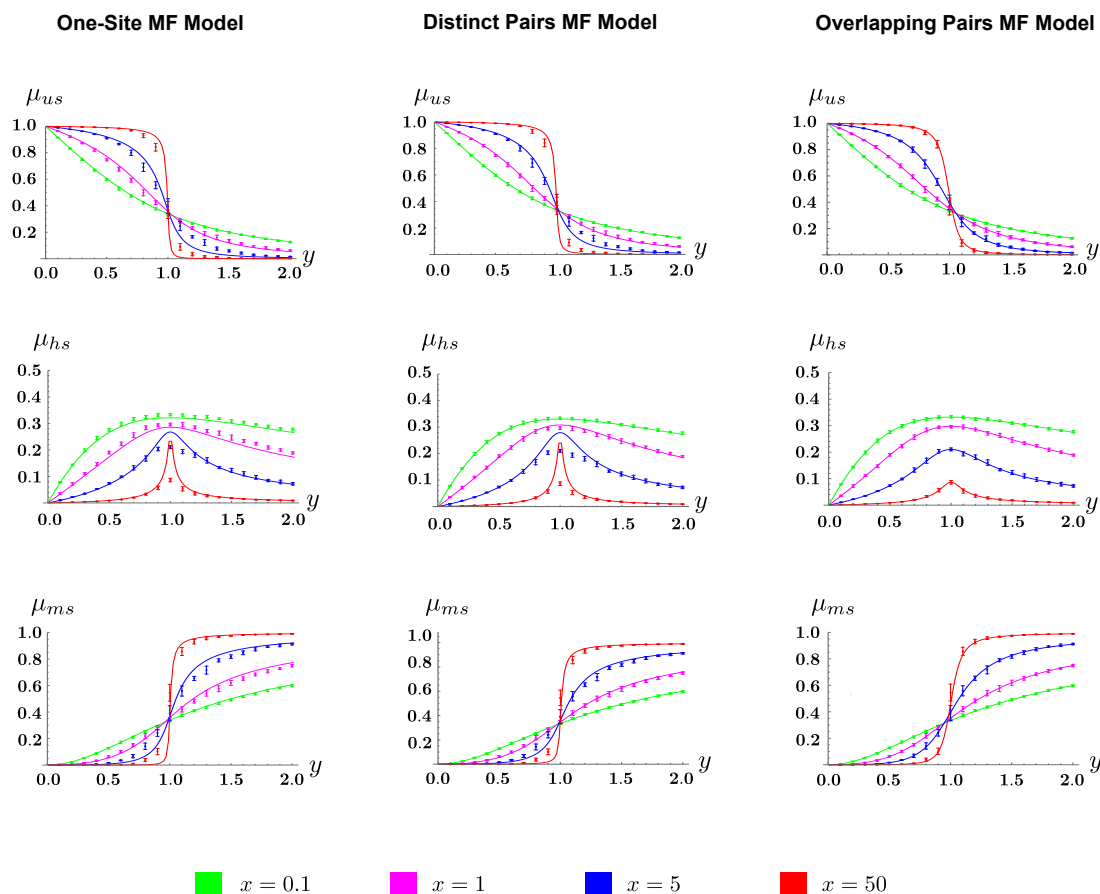 One-Site MF Model Distinct Pairs MF Model Overlapping Pairs MF Model
μus μus μus
1.0 1.0 1.0
0.8 0.8 0.8
0.6 0.6 0.6
0.4 0.4 0.4
0.2 0.2 0.2
y y y
0.0 0.5 1.0 1.5 2.0 0.0 0.5 1.0 1.5 2.0 0.0 0.5 1.0 1.5 2.0
μhs μhs μhs
0.5 0.5 0.5
0.4 0.4 0.4
0.3 0.3 0.3
0.2 0.2 0.2
0.1 0.1 0.1
y y y
0.0 0.5 1.0 1.5 2.0 0.0 0.5 1.0 1.5 2.0 0.0 0.5 1.0 1.5 2.0
μms μms μms
1.0 1.0 1.0
0.8 0.8 0.8
0.6 0.6 0.6
0.4 0.4 0.4
0.2 0.2 0.2
y y y
0.0 0.5 1.0 1.5 2.0 0.0 0.5 1.0 1.5 2.0 0.0 0.5 1.0 1.5 2.0
x = 0.1 x = 1 x = 5 x = 50